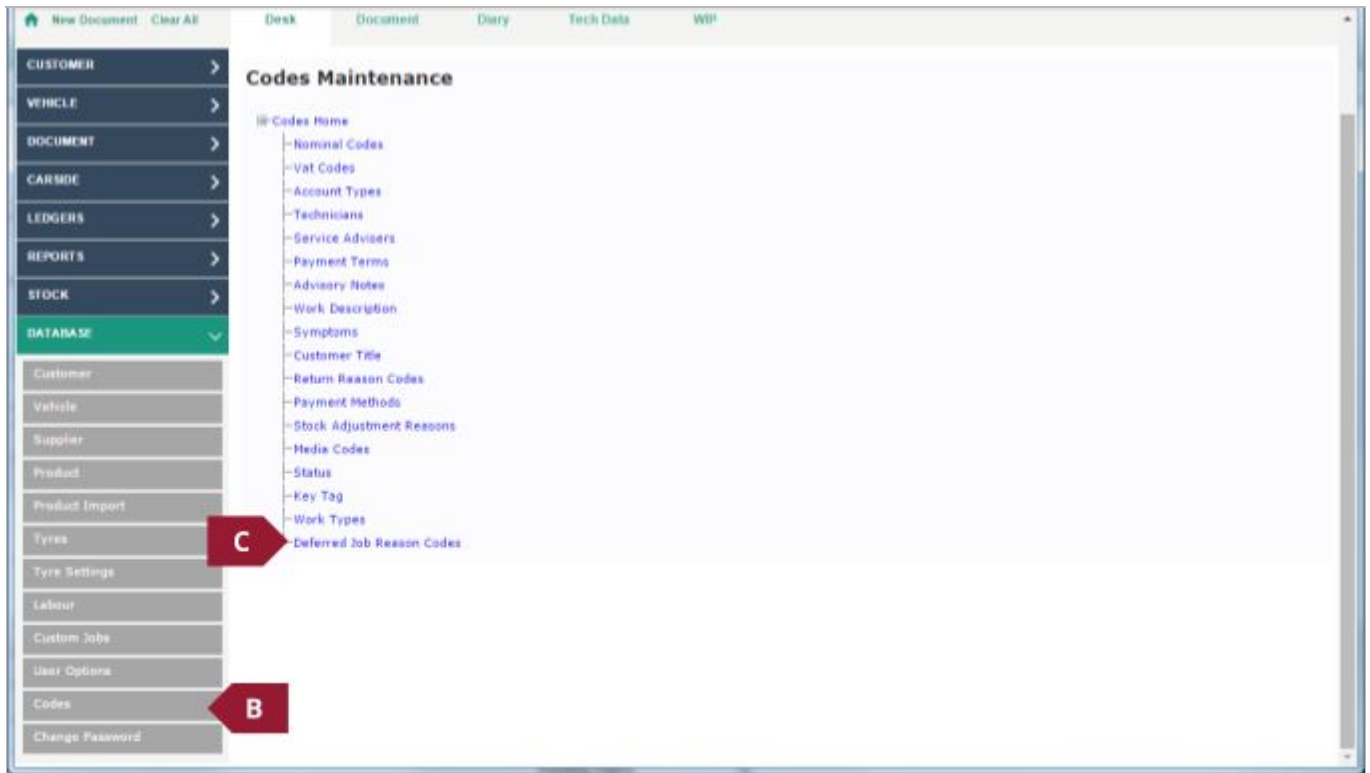 New Document Clear All Desk Document Diary Tech Data WIP
CUSTOMER
VEHICLE
DOCUMENT
CARSIDE
LEDGERS
REPORTS
STOCK
DATABASE
Customer
Vehicle
Supplier
Product
Product Import
Tyres
Tyre Settings
Labour
Custom Jobs
User Options
Codes
Change Password
Codes Maintenance
Codes Home
Nominal Codes
Vat Codes
Account Types
Technicians
Service Advisers
Payment Terms
Advisory Notes
Work Description
Symptoms
Customer Title
Return Reason Codes
Payment Methods
Stock Adjustment Reasons
Media Codes
Status
Key Tag
Work Types
Deferred Job Reason Codes
C
B